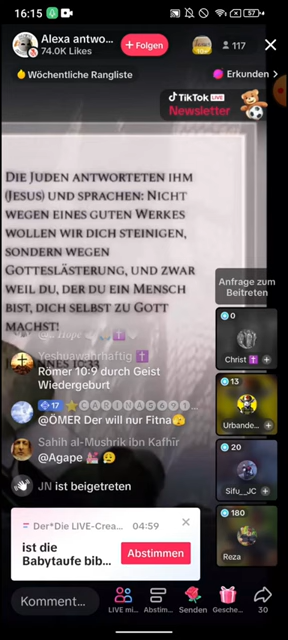 16:15
57
Alexa antwo...
74.0K Likes
+ Folgen
117
Wöchentliche Rangliste
Erkunden >
TikTok LIVE
Newsletter
DIE JUDEN ANTWORTETEN IHM
(JESUS) UND SPRACHEN: NICHT
WEGEN EINES GUTEN WERKES
WOLLEN WIR DICH STEINIGEN,
SONDERN WEGEN
GOTTESLÄSTERUNG, UND ZWAR
WEIL DU, DER DU EIN MENSCH
BIST, DICH SELBST ZU GOTT
MACHST!
Anfrage zum
Beitreten
0
Christ
Yeshuawahrhaftig
Römer 10:9 durch Geist
Wiedergeburt
13
Urbande...
17 CARINA5691...
@ÖMER Der will nur Fitna
Sahih al-Mushrik ibn Kafhir
@Agape
20
Sifu_JC
JN ist beigetreten
180
Reza
Der*Die LIVE-Crea... 04:59
ist die
Babytaufe bib...
Abstimmen
Komment...
LIVE mi...
Abstim...
Senden
Gesche...
30